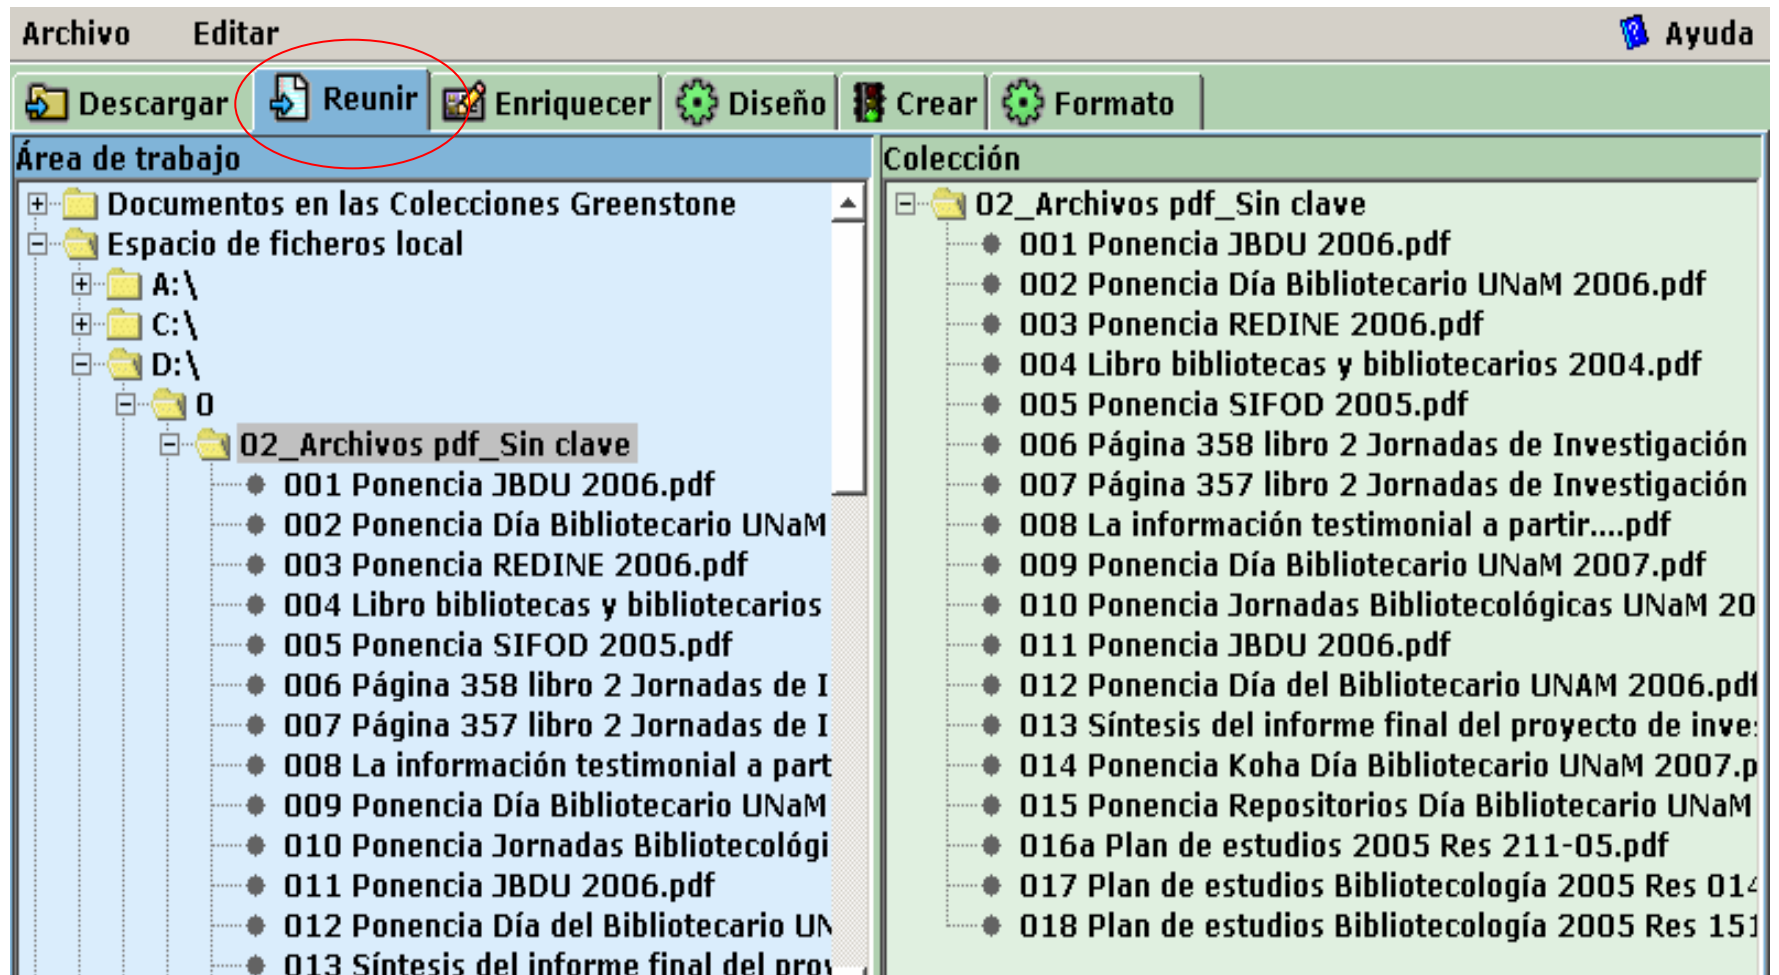 Archivo Editar Ayuda
Descargar Reunir Enriquecer Diseño Crear Formato
Área de trabajo
Documentos en las Colecciones Greenstone
Espacio de ficheros local
A:\
C:\
D:\
0
02_Archivos pdf_Sin clave
001 Ponencia JBDU 2006.pdf
002 Ponencia Día Bibliotecario UNaM
003 Ponencia REDINE 2006.pdf
004 Libro bibliotecas y bibliotecarios
005 Ponencia SIFOD 2005.pdf
006 Página 358 libro 2 Jornadas de I
007 Página 357 libro 2 Jornadas de I
008 La información testimonial a part
009 Ponencia Día Bibliotecario UNaM
010 Ponencia Jornadas Bibliotecológi
011 Ponencia JBDU 2006.pdf
012 Ponencia Día del Bibliotecario UN
013 Síntesis del informe final del proy
Colección
02_Archivos pdf_Sin clave
001 Ponencia JBDU 2006.pdf
002 Ponencia Día Bibliotecario UNaM 2006.pdf
003 Ponencia REDINE 2006.pdf
004 Libro bibliotecas y bibliotecarios 2004.pdf
005 Ponencia SIFOD 2005.pdf
006 Página 358 libro 2 Jornadas de Investigación
007 Página 357 libro 2 Jornadas de Investigación
008 La información testimonial a partir....pdf
009 Ponencia Día Bibliotecario UNaM 2007.pdf
010 Ponencia Jornadas Bibliotecológicas UNaM 20
011 Ponencia JBDU 2006.pdf
012 Ponencia Día del Bibliotecario UNAM 2006.pdf
013 Síntesis del informe final del proyecto de inve
014 Ponencia Koha Día Bibliotecario UNaM 2007.p
015 Ponencia Repositorios Día Bibliotecario UNaM
016a Plan de estudios 2005 Res 211-05.pdf
017 Plan de estudios Bibliotecología 2005 Res 014
018 Plan de estudios Bibliotecología 2005 Res 151